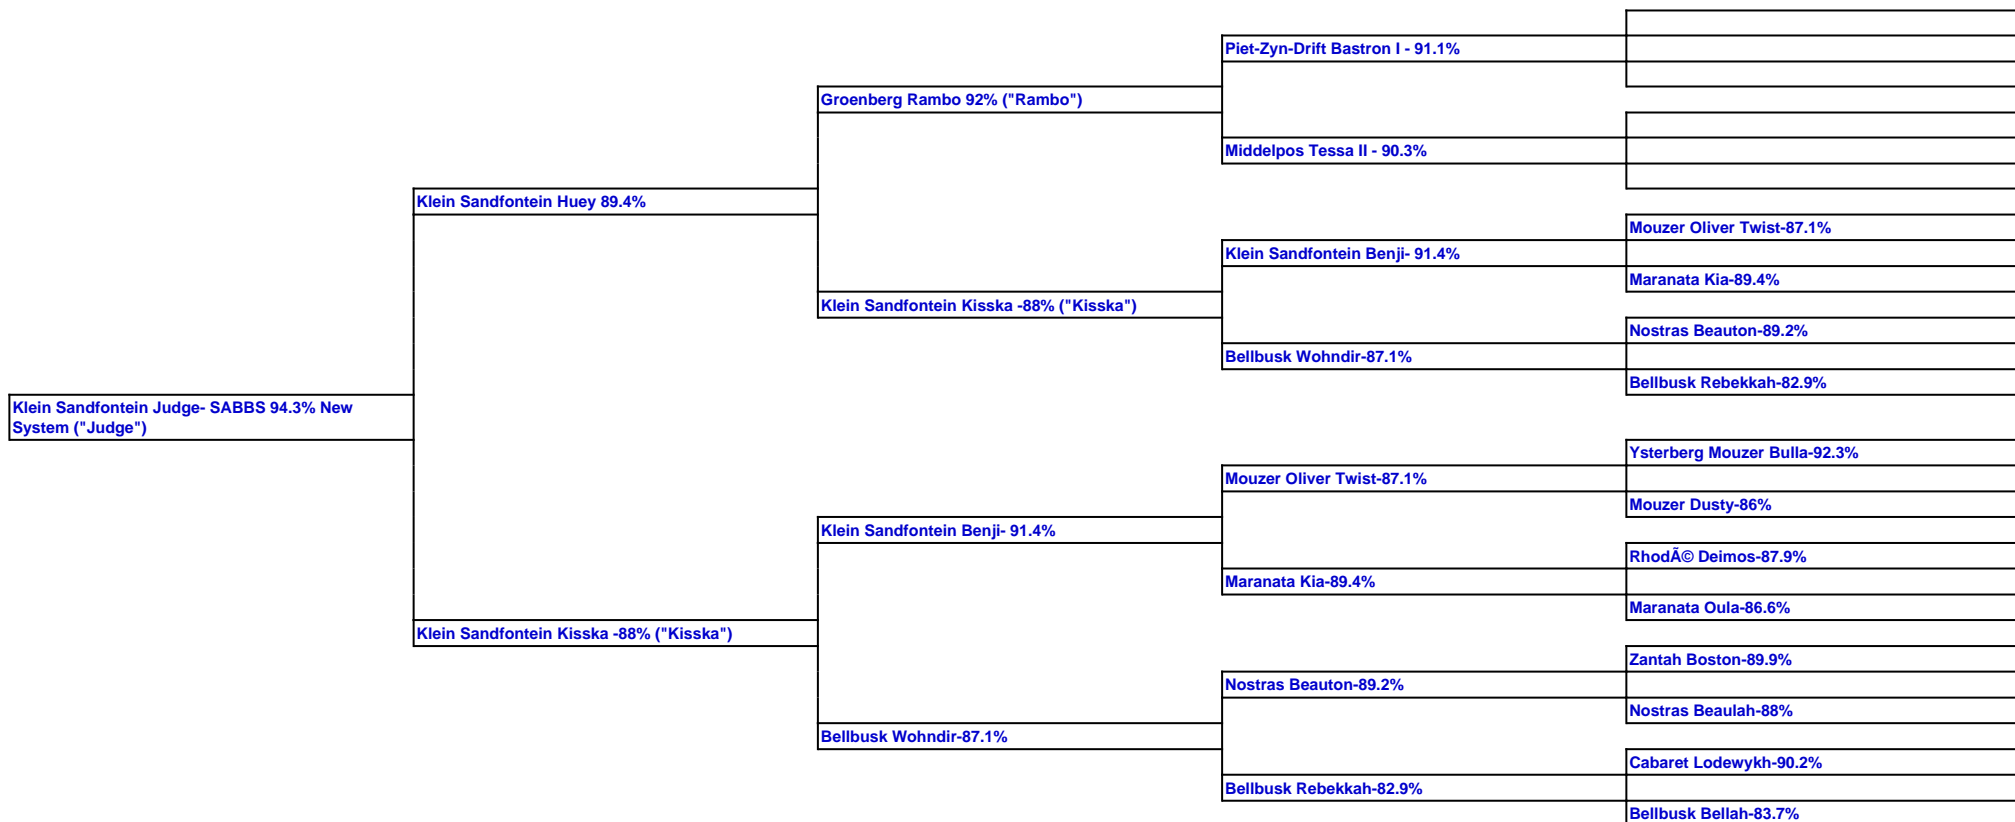 Piet-Zyn-Drift Bastron I - 91.1%
Groenberg Rambo 92% ("Rambo")
Middelpos Tessa II - 90.3%
Klein Sandfontein Huey 89.4%
Mouzer Oliver Twist-87.1%
Klein Sandfontein Benji- 91.4%
Maranata Kia-89.4%
Klein Sandfontein Kisska -88% ("Kisska")
Nostras Beauton-89.2%
Bellbusk Wohndir-87.1%
Bellbusk Rebekkah-82.9%
Klein Sandfontein Judge- SABBS 94.3% New
System ("Judge")
Ysterberg Mouzer Bulla-92.3%
Mouzer Oliver Twist-87.1%
Mouzer Dusty-86%
Klein Sandfontein Benji- 91.4%
RhodÃ© Deimos-87.9%
Maranata Kia-89.4%
Maranata Oula-86.6%
Klein Sandfontein Kisska -88% ("Kisska")
Zantah Boston-89.9%
Nostras Beauton-89.2%
Nostras Beaulah-88%
Bellbusk Wohndir-87.1%
Cabaret Lodewykh-90.2%
Bellbusk Rebekkah-82.9%
Bellbusk Bellah-83.7%